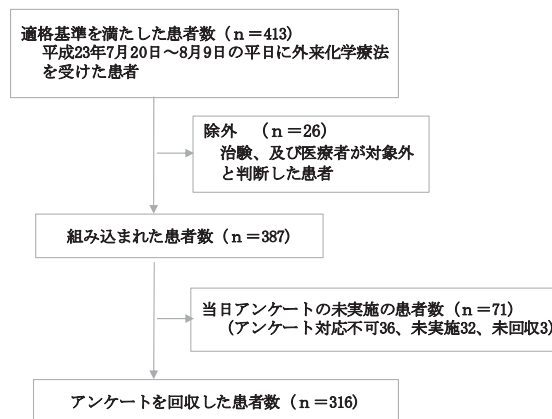 適格基準を満たした患者数（n＝413）
平成23年7月20日～8月9日の平日に外来化学療法
を受けた患者
除外　（n＝26）
治験、及び医療者が対象外
と判断した患者
組み込まれた患者数（n＝387）
当日アンケートの未実施の患者数（n＝71）
（アンケート対応不可36、未実施32、未回収3）
アンケートを回収した患者数（n＝316）